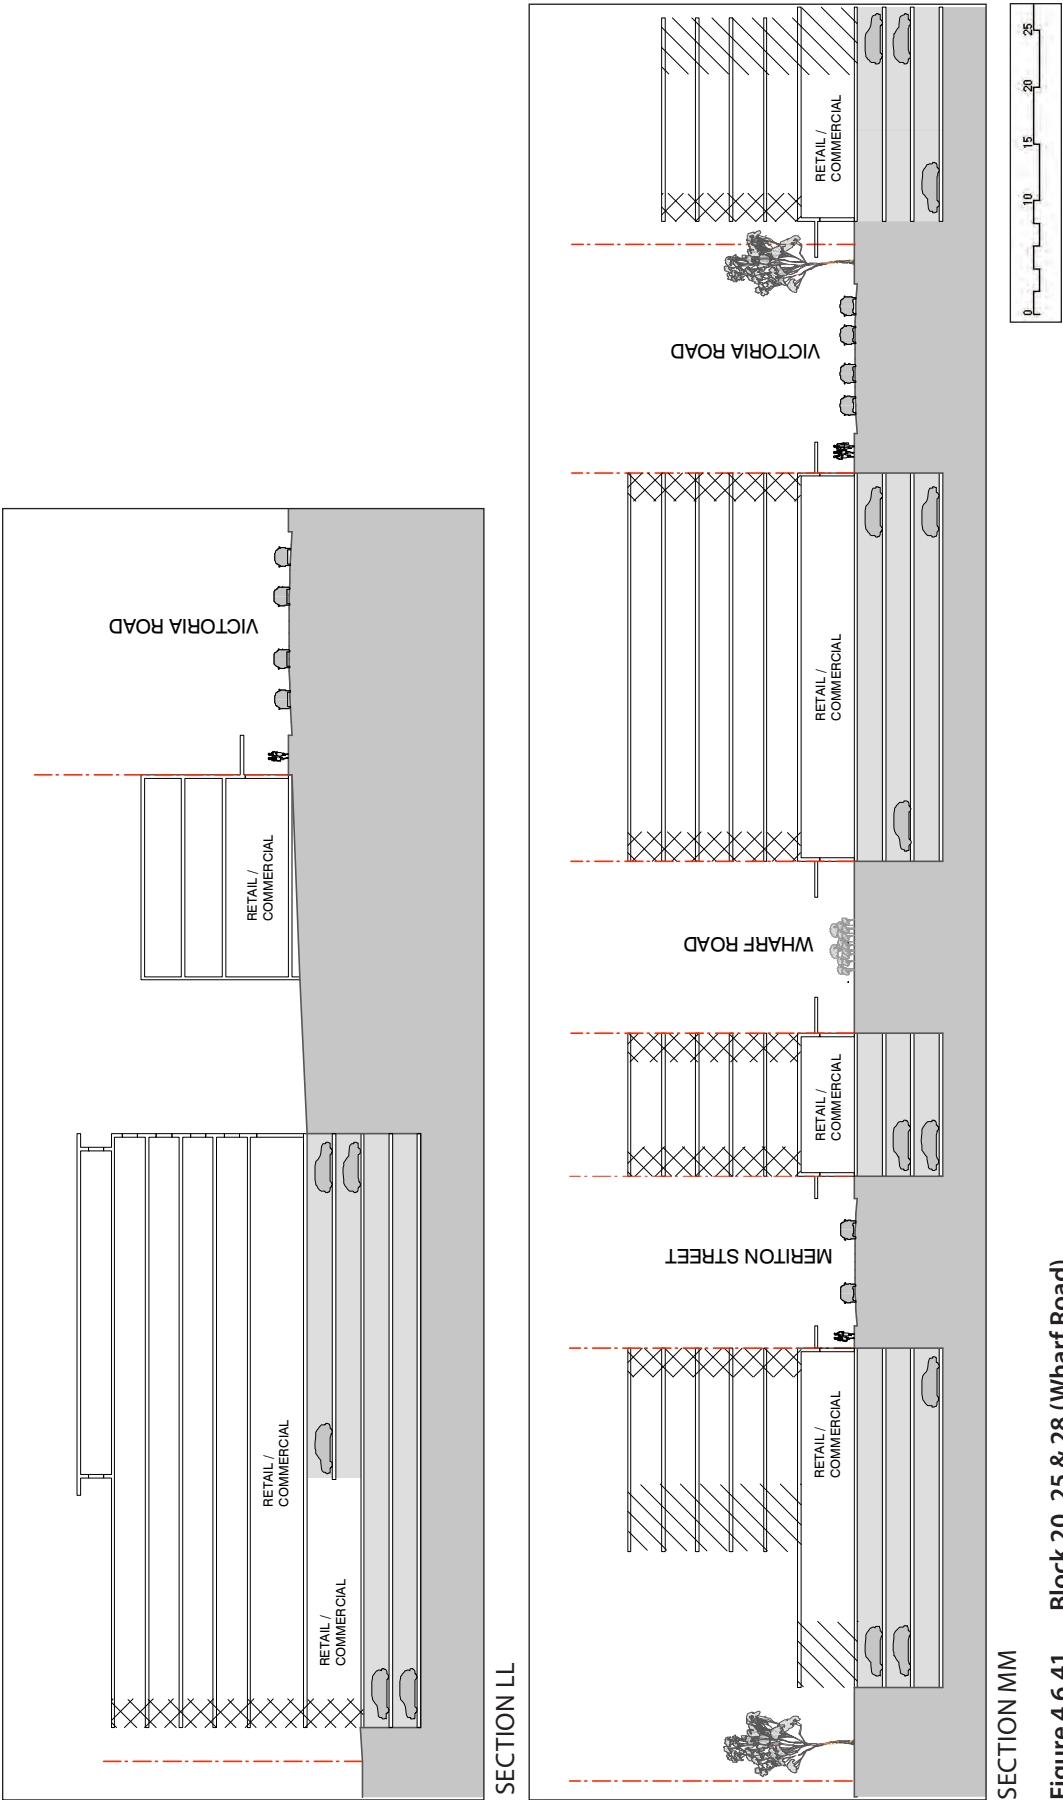 VICTORIA ROAD
RETAIL /
COMMERCIAL
RETAIL /
COMMERCIAL
RETAIL /
COMMERCIAL
SECTION LL
RETAIL /
COMMERCIAL
MERITON STREET
RETAIL /
COMMERCIAL
WHARF ROAD
RETAIL /
COMMERCIAL
VICTORIA ROAD
RETAIL /
COMMERCIAL
SECTION MM
0 10 15 20 25
Figure 4.6.41 Block 20, 25 & 28 (Wharf Road)